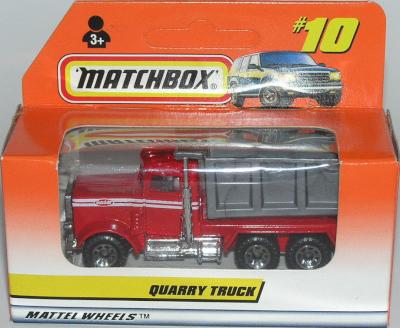 #10
3+
MATCHBOX®
QUARRY TRUCK
MATTEL WHEELS™